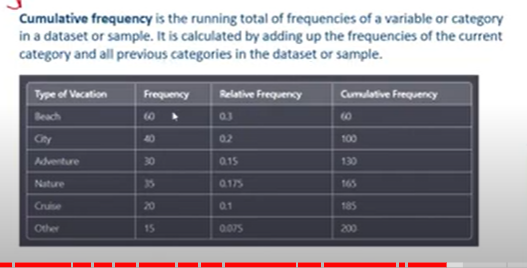 Cumulative frequency is the running total of frequencies of a variable or category
in a dataset or sample. It is calculated by adding up the frequencies of the current
category and all previous categories in the dataset or sample.
Type of Vacation Frequency Relative Frequency Cumulative Frequency
Beach 60 0.3 60
City 40 0.2 100
Adventure 30 0.15 130
Nature 35 0.175 165
Cruise 20 0.1 185
Other 15 0.075 200